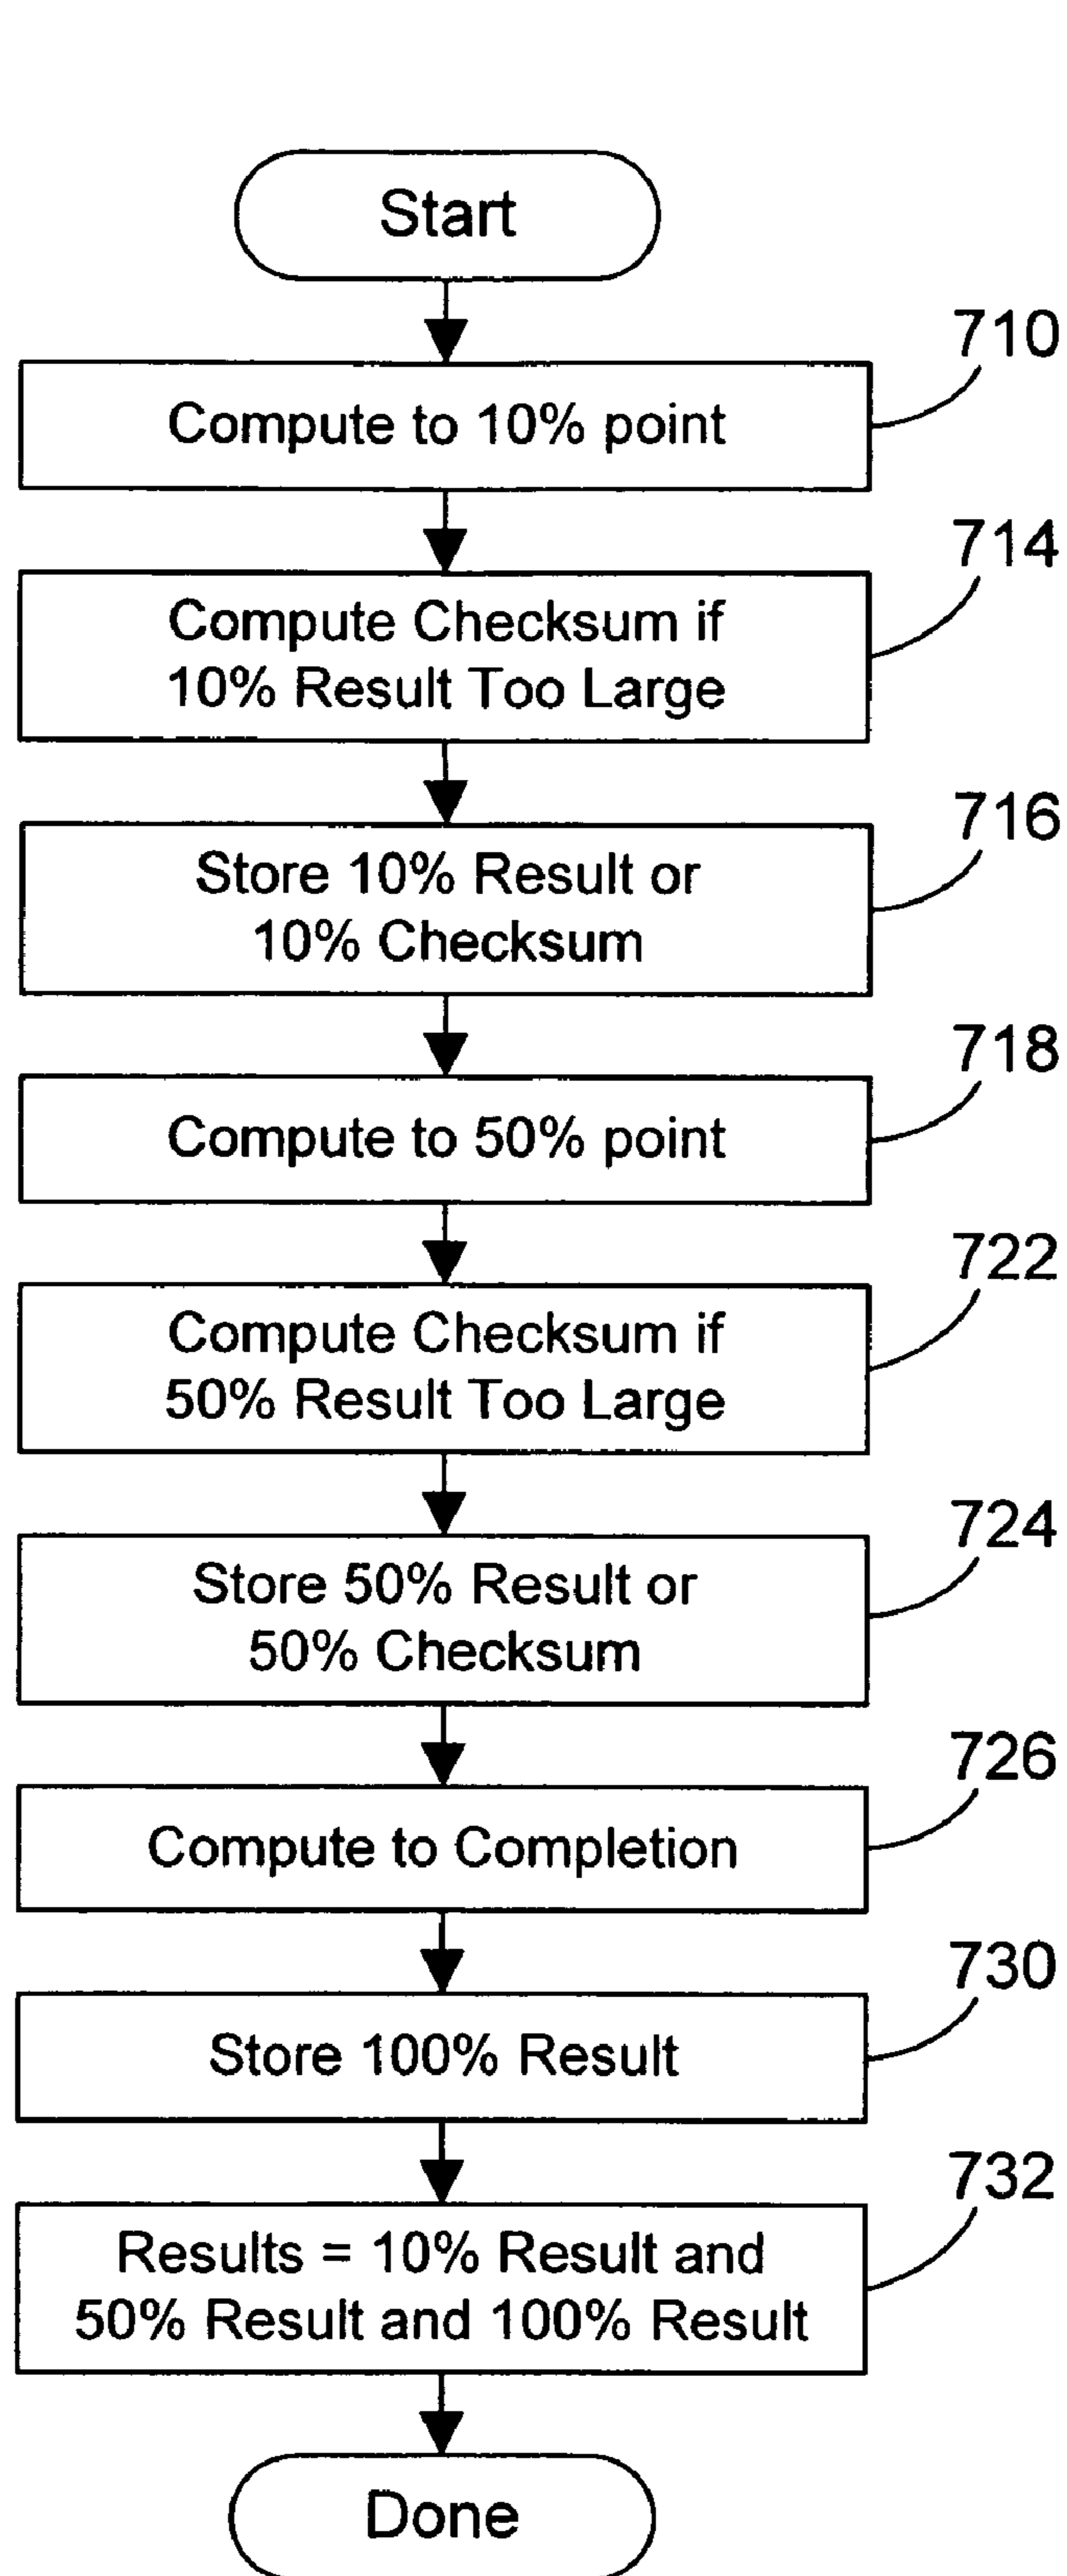 Start
710
Compute to 10% point
714
Compute Checksum if
10% Result Too Large
716
Store 10% Result or
10% Checksum
718
Compute to 50% point
722
Compute Checksum if
50% Result Too Large
724
Store 50% Result or
50% Checksum
726
Compute to Completion
730
Store 100% Result
732
Results = 10% Result and
50% Result and 100% Result
Done